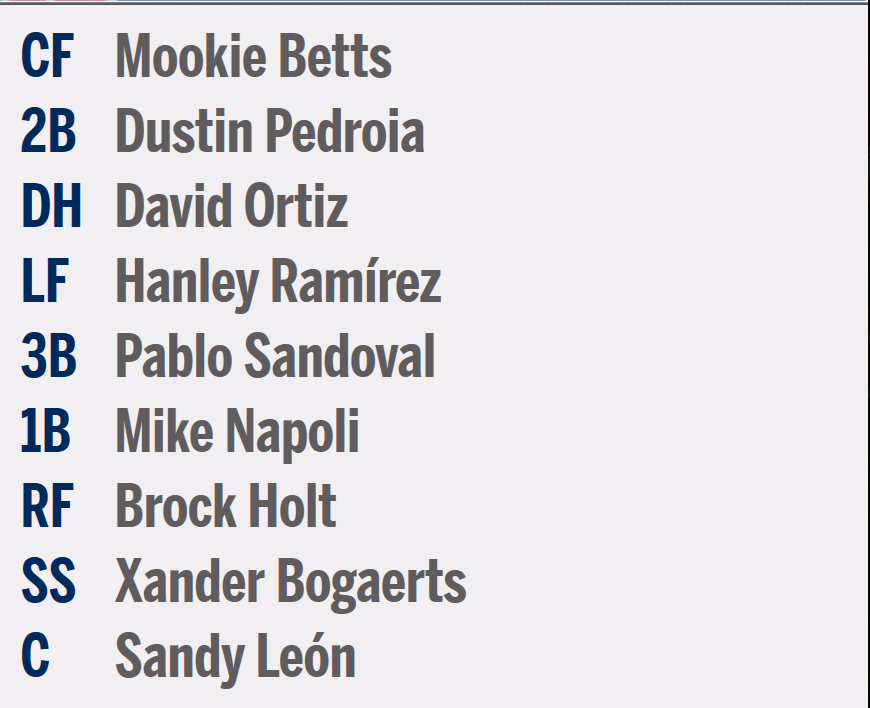 CF Mookie Betts
2B Dustin Pedroia
DH David Ortiz
LF Hanley Ramírez
3B Pablo Sandoval
1B Mike Napoli
RF Brock Holt
SS Xander Bogaerts
C Sandy León